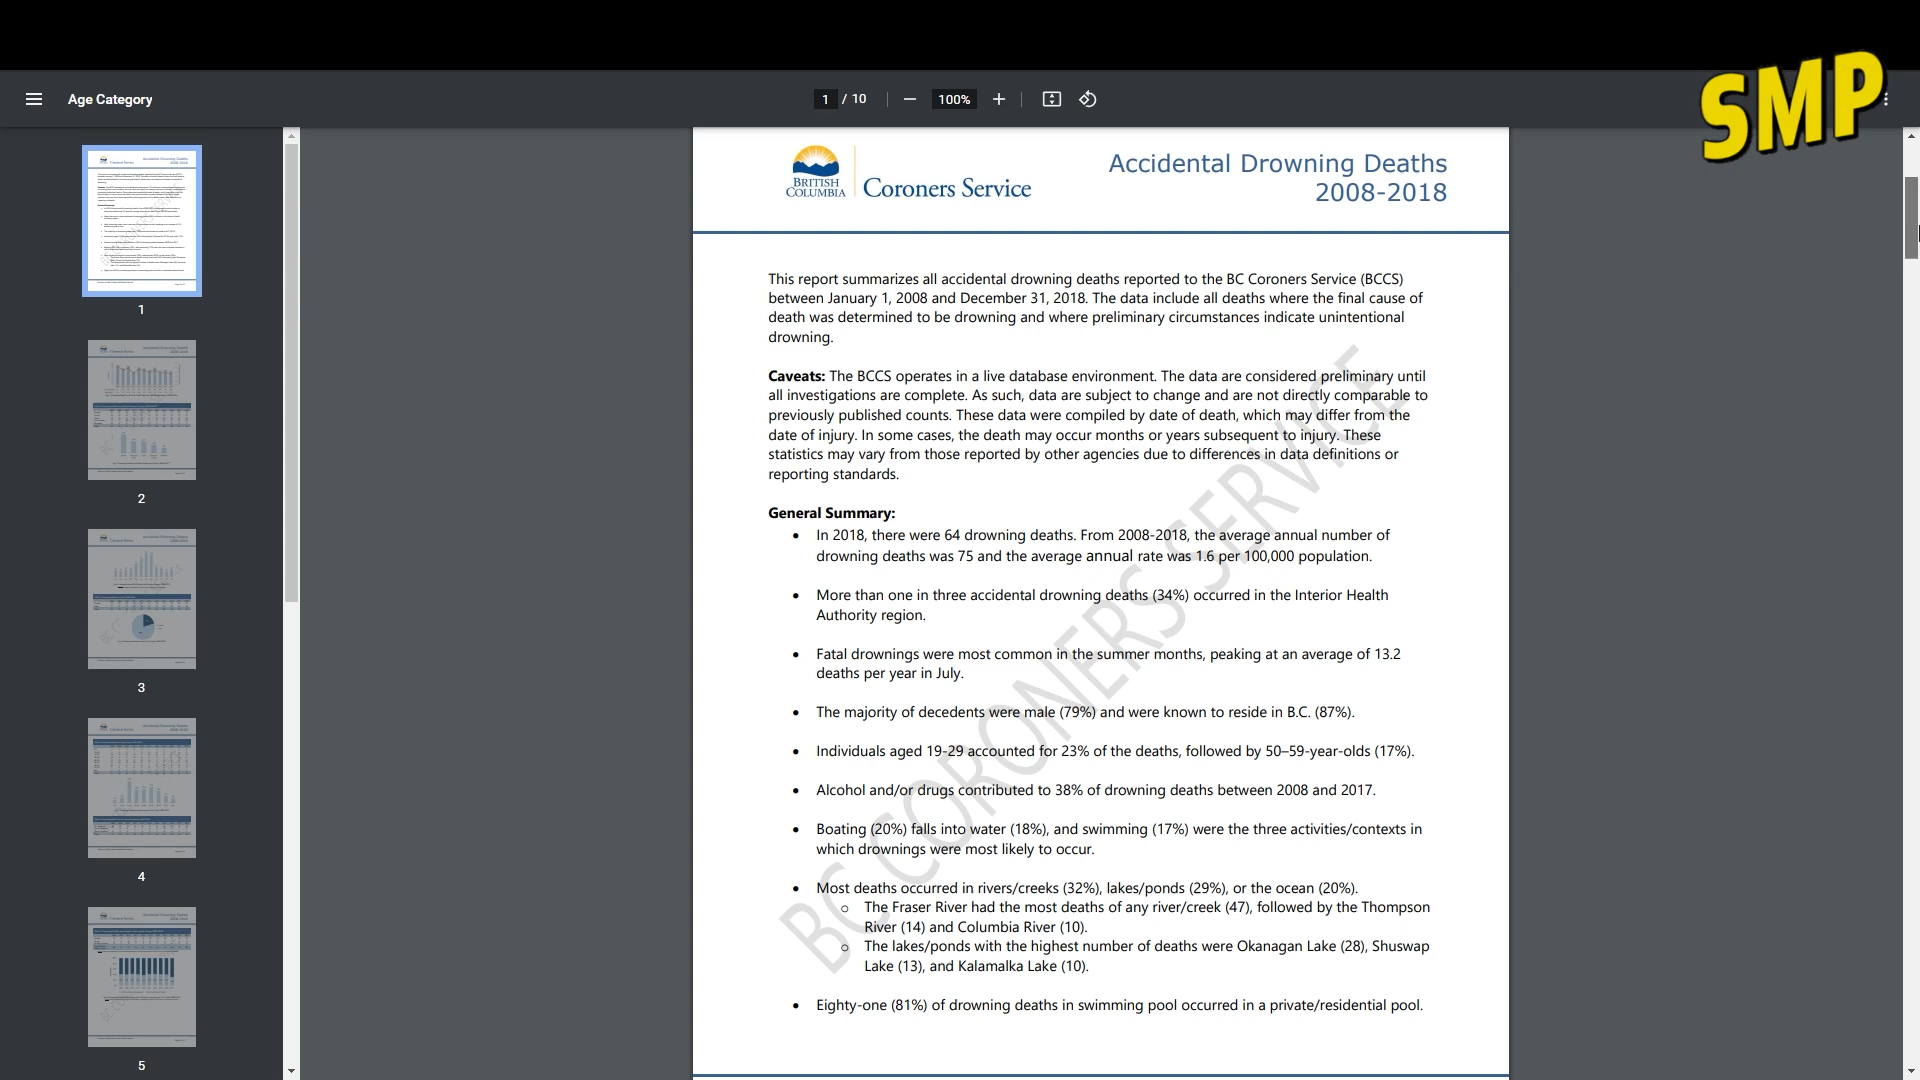 SMP
Age Category
1 / 10
100%
BRITISH
COLUMBIA
Coroners Service
Accidental Drowning Deaths
2008-2018
This report summarizes all accidental drowning deaths reported to the BC Coroners Service (BCCS)
between January 1, 2008 and December 31, 2018. The data include all deaths where the final cause of
death was determined to be drowning and where preliminary circumstances indicate unintentional
drowning.
Caveats: The BCCS operates in a live database environment. The data are considered preliminary until
all investigations are complete. As such, data are subject to change and are not directly comparable to
previously published counts. These data were compiled by date of death, which may differ from the
date of injury. In some cases, the death may occur months or years subsequent to injury. These
statistics may vary from those reported by other agencies due to differences in data definitions or
reporting standards.
General Summary:
• In 2018, there were 64 drowning deaths. From 2008-2018, the average annual number of
drowning deaths was 75 and the average annual rate was 1.6 per 100,000 population.
• More than one in three accidental drowning deaths (34%) occurred in the Interior Health
Authority region.
• Fatal drownings were most common in the summer months, peaking at an average of 13.2
deaths per year in July.
• The majority of decedents were male (79%) and were known to reside in B.C. (87%).
• Individuals aged 19-29 accounted for 23% of the deaths, followed by 50–59-year-olds (17%).
• Alcohol and/or drugs contributed to 38% of drowning deaths between 2008 and 2017.
• Boating (20%) falls into water (18%), and swimming (17%) were the three activities/contexts in
which drownings were most likely to occur.
• Most deaths occurred in rivers/creeks (32%), lakes/ponds (29%), or the ocean (20%).
o The Fraser River had the most deaths of any river/creek (47), followed by the Thompson
River (14) and Columbia River (10).
o The lakes/ponds with the highest number of deaths were Okanagan Lake (28), Shuswap
Lake (13), and Kalamalka Lake (10).
• Eighty-one (81%) of drowning deaths in swimming pool occurred in a private/residential pool.
BC CORONERS SERVICE
1
2
3
4
5